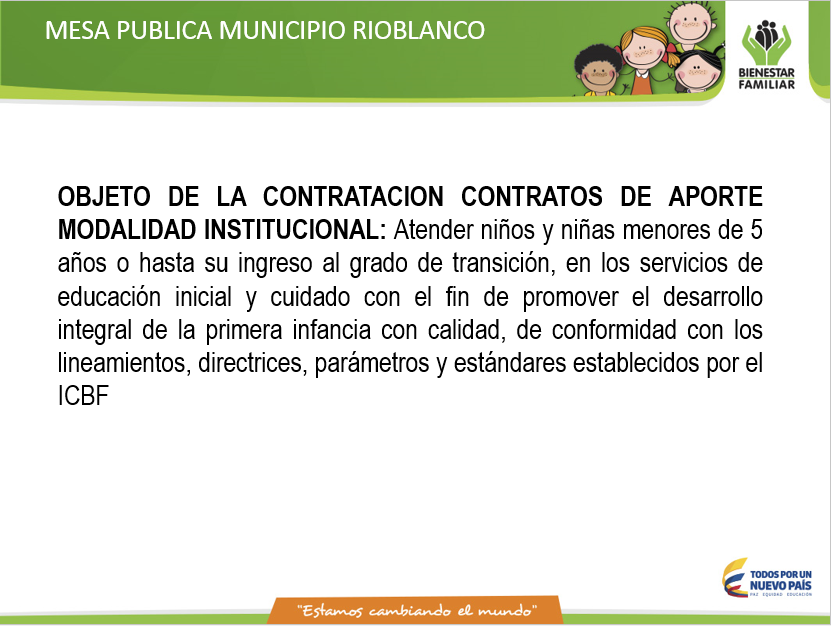 MESA PUBLICA MUNICIPIO RIOBLANCO
BIENESTAR
FAMILIAR
OBJETO DE LA CONTRATACION CONTRATOS DE APORTE
MODALIDAD INSTITUCIONAL: Atender niños y niñas menores de 5
años o hasta su ingreso al grado de transición, en los servicios de
educación inicial y cuidado con el fin de promover el desarrollo
integral de la primera infancia con calidad, de conformidad con los
lineamientos, directrices, parámetros y estándares establecidos por el
ICBF
TODOS POR UN
NUEVO PAÍS
PAZ EQUIDAD EDUCACIÓN
"Estamos cambiando el mundo"